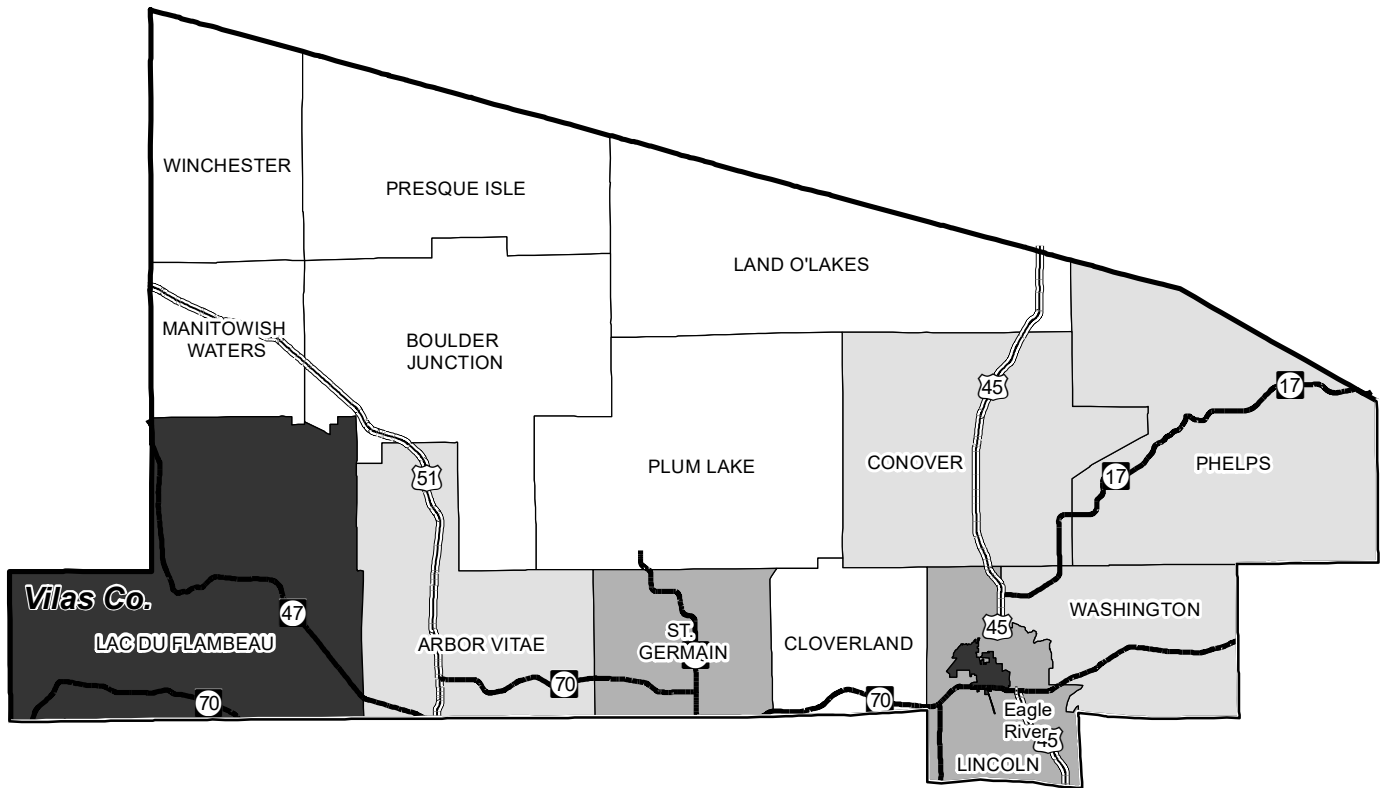 WINCHESTER
PRESQUE ISLE
LAND O'LAKES
MANITOWISH
WATERS
BOULDER
JUNCTION
45
17
PLUM LAKE
CONOVER
PHELPS
51
17
Vilas Co.
47
LAC DU FLAMBEAU
ARBOR VITAE
ST.
GERMAIN
CLOVERLAND
WASHINGTON
45
70
70
70
Eagle
River
45
LINCOLN